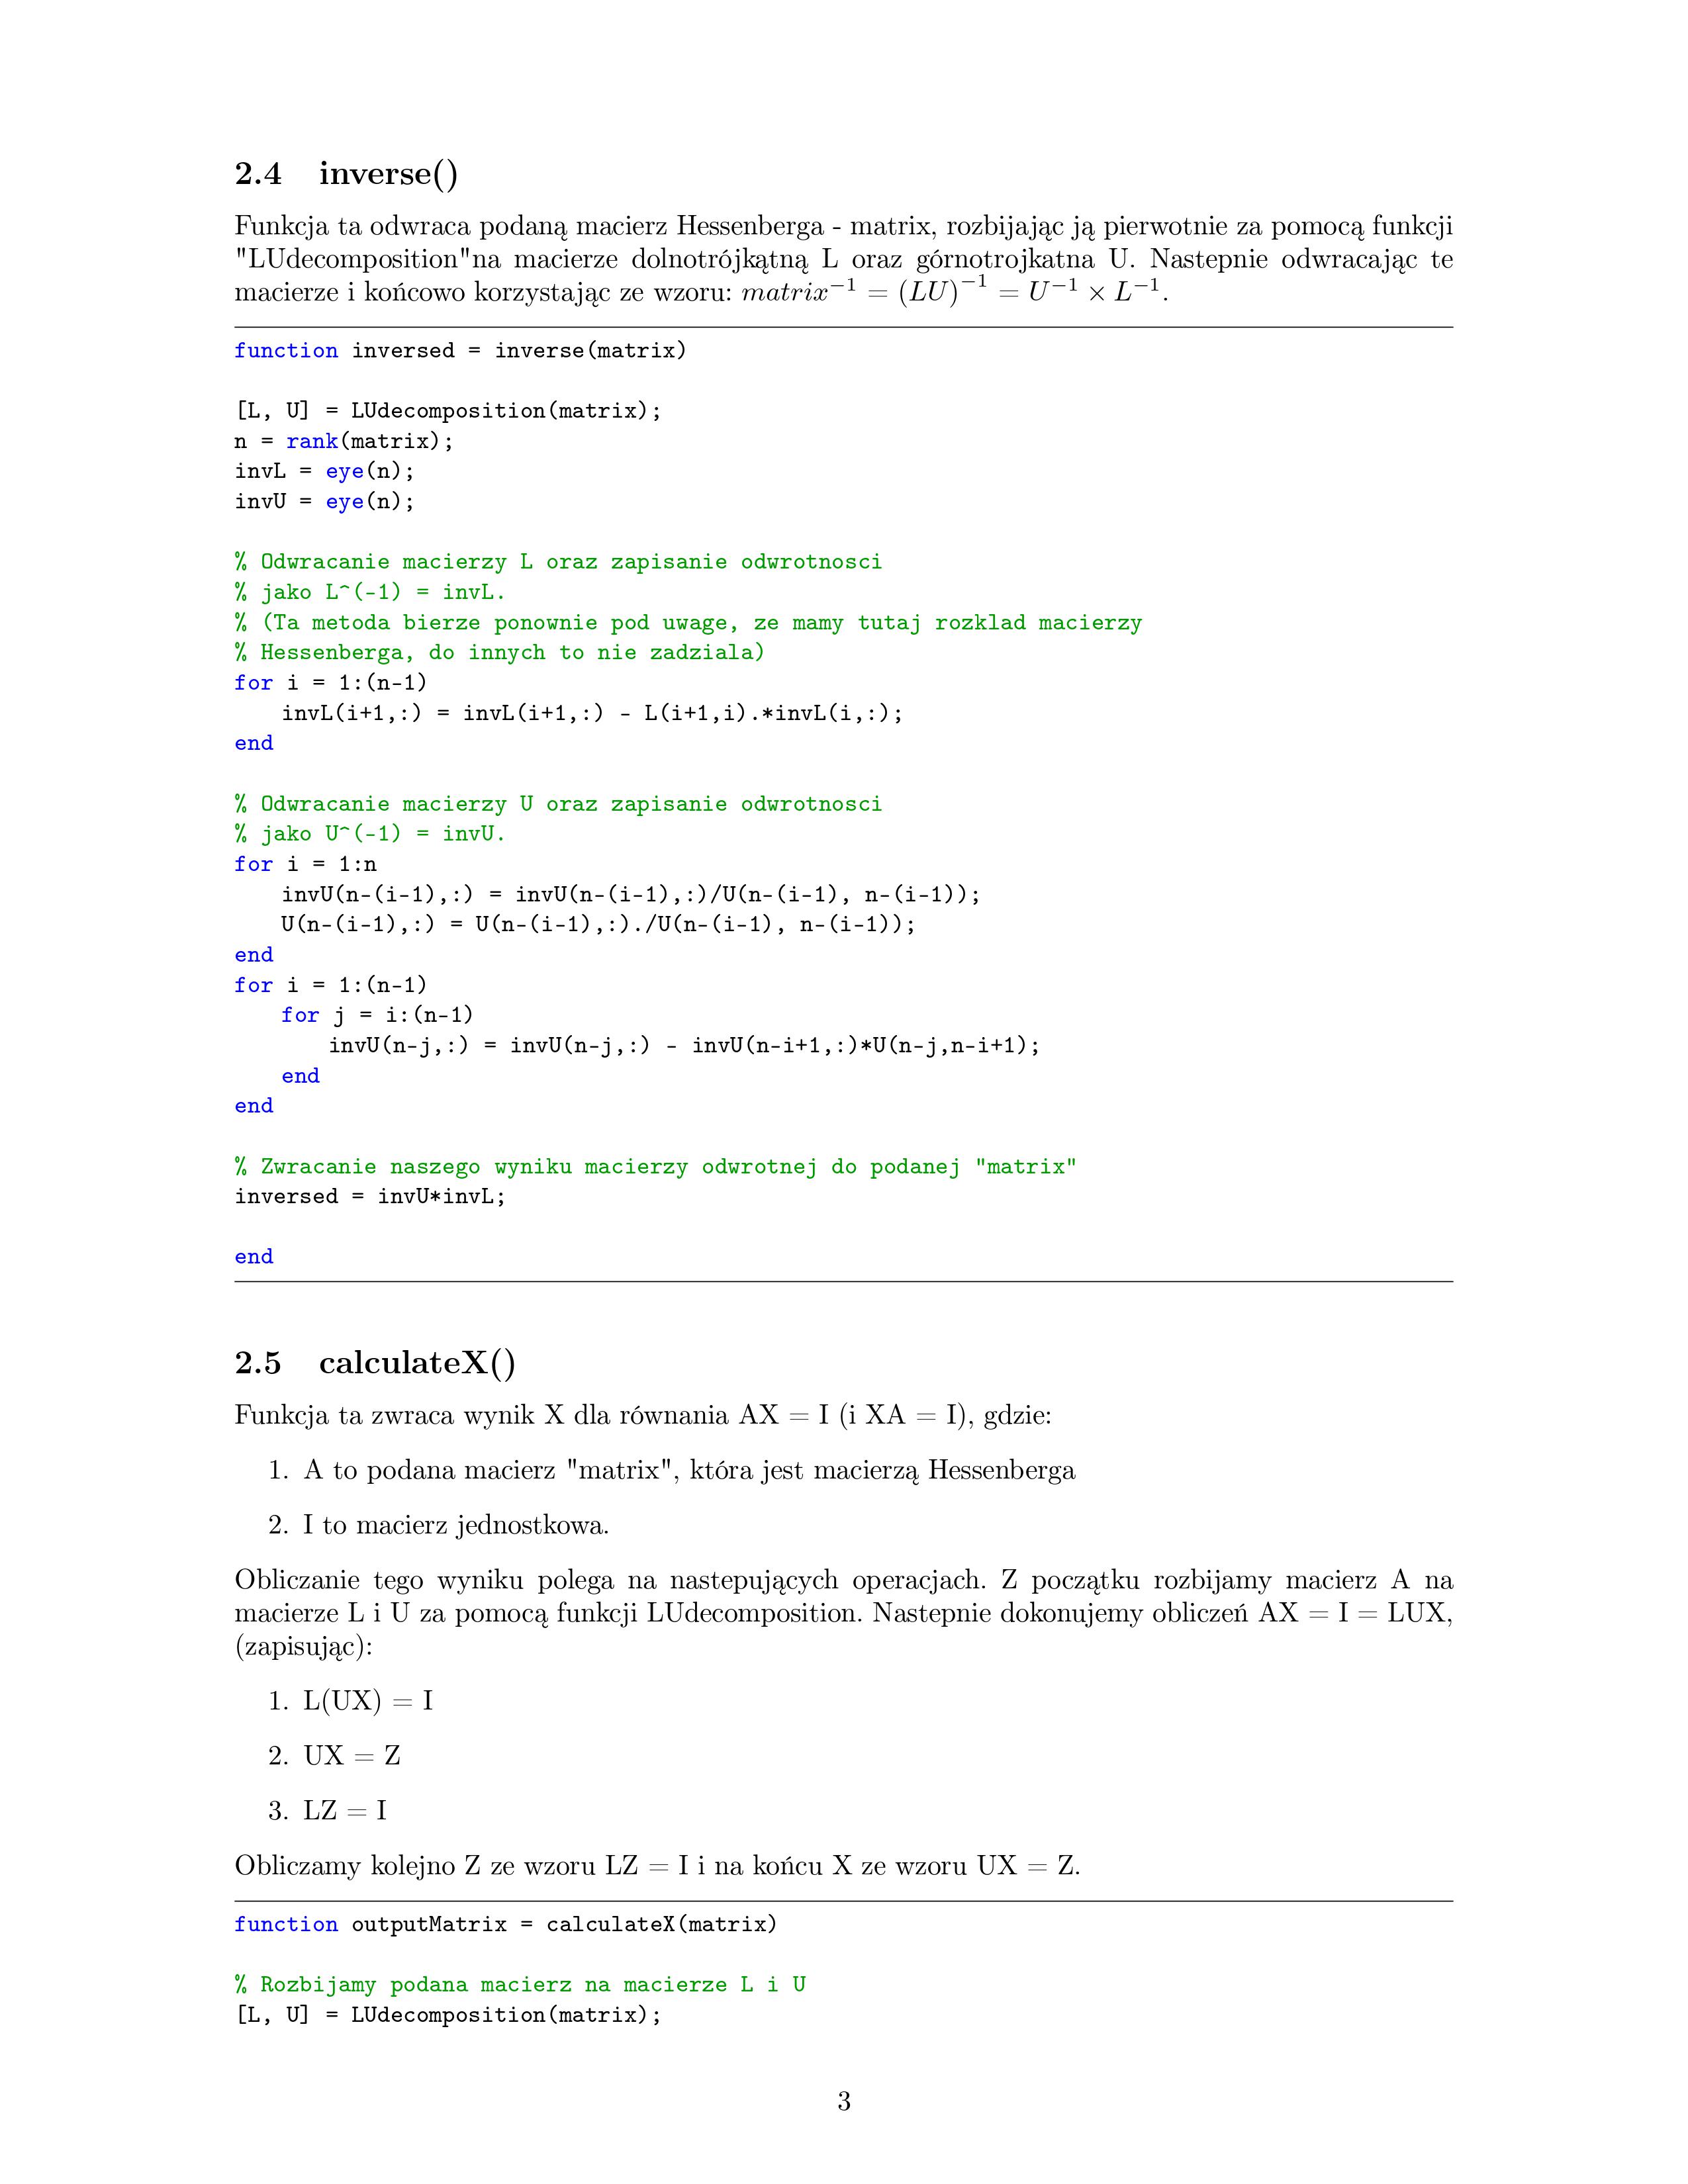 2.4 inverse()
Funkcja ta odwraca podaną macierz Hessenberga - matrix, rozbijając ją pierwotnie za pomocą funkcji
"LUdecomposition"na macierze dolnotrójkątną L oraz górnotrojkatna U. Nastepnie odwracając te
macierze i końcowo korzystając ze wzoru: matrix⁻¹ = (LU)⁻¹ = U⁻¹ × L⁻¹.
function inversed = inverse(matrix)
[L, U] = LUdecomposition(matrix);
n = rank(matrix);
invL = eye(n);
invU = eye(n);
% Odwracanie macierzy L oraz zapisanie odwrotnosci
% jako L^(-1) = invL.
% (Ta metoda bierze ponownie pod uwage, ze mamy tutaj rozklad macierzy
% Hessenberga, do innych to nie zadziala)
for i = 1:(n-1)
invL(i+1,:) = invL(i+1,:) - L(i+1,i).*invL(i,:);
end
% Odwracanie macierzy U oraz zapisanie odwrotnosci
% jako U^(-1) = invU.
for i = 1:n
invU(n-(i-1),:) = invU(n-(i-1),:)/U(n-(i-1), n-(i-1));
U(n-(i-1),:) = U(n-(i-1),:)./U(n-(i-1), n-(i-1));
end
for i = 1:(n-1)
for j = i:(n-1)
invU(n-j,:) = invU(n-j,:) - invU(n-i+1,:)*U(n-j,n-i+1);
end
end
% Zwracanie naszego wyniku macierzy odwrotnej do podanej "matrix"
inversed = invU*invL;
end
2.5 calculateX()
Funkcja ta zwraca wynik X dla równania AX = I (i XA = I), gdzie:
1. A to podana macierz "matrix", która jest macierzą Hessenberga
2. I to macierz jednostkowa.
Obliczanie tego wyniku polega na nastepujących operacjach. Z początku rozbijamy macierz A na
macierze L i U za pomocą funkcji LUdecomposition. Nastepnie dokonujemy obliczeń AX = I = LUX,
(zapisując):
1. L(UX) = I
2. UX = Z
3. LZ = I
Obliczamy kolejno Z ze wzoru LZ = I i na końcu X ze wzoru UX = Z.
function outputMatrix = calculateX(matrix)
% Rozbijamy podana macierz na macierze L i U
[L, U] = LUdecomposition(matrix);
3